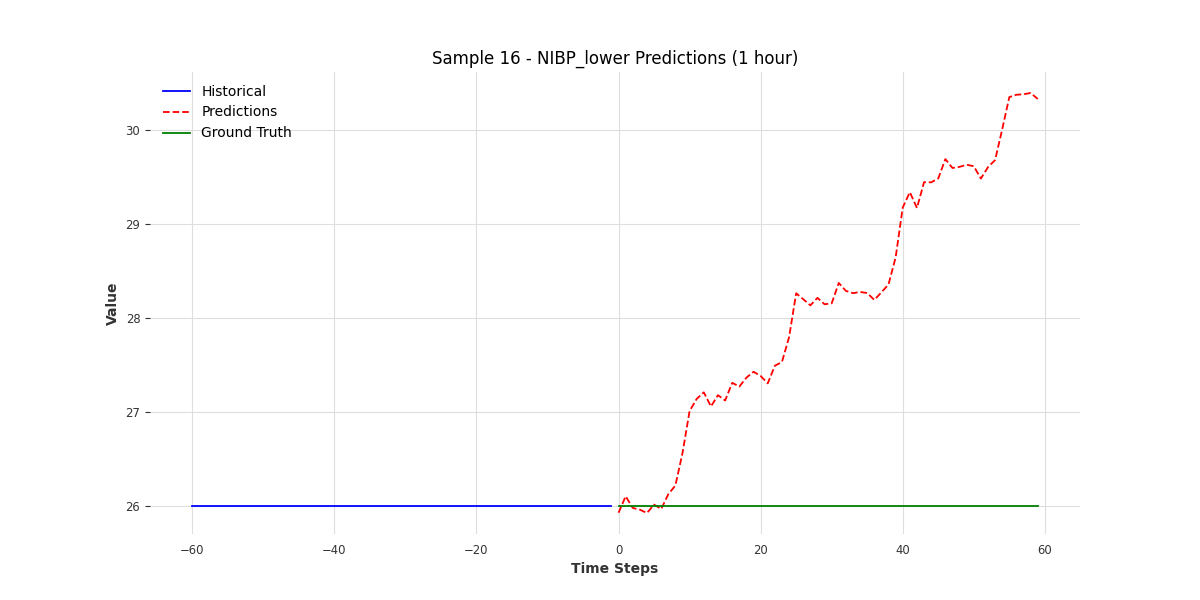 Sample 16 - NIBP_lower Predictions (1 hour)
Historical
Predictions
Ground Truth
30
29
28
27
26
Value
−60
−40
−20
0
20
40
60
Time Steps